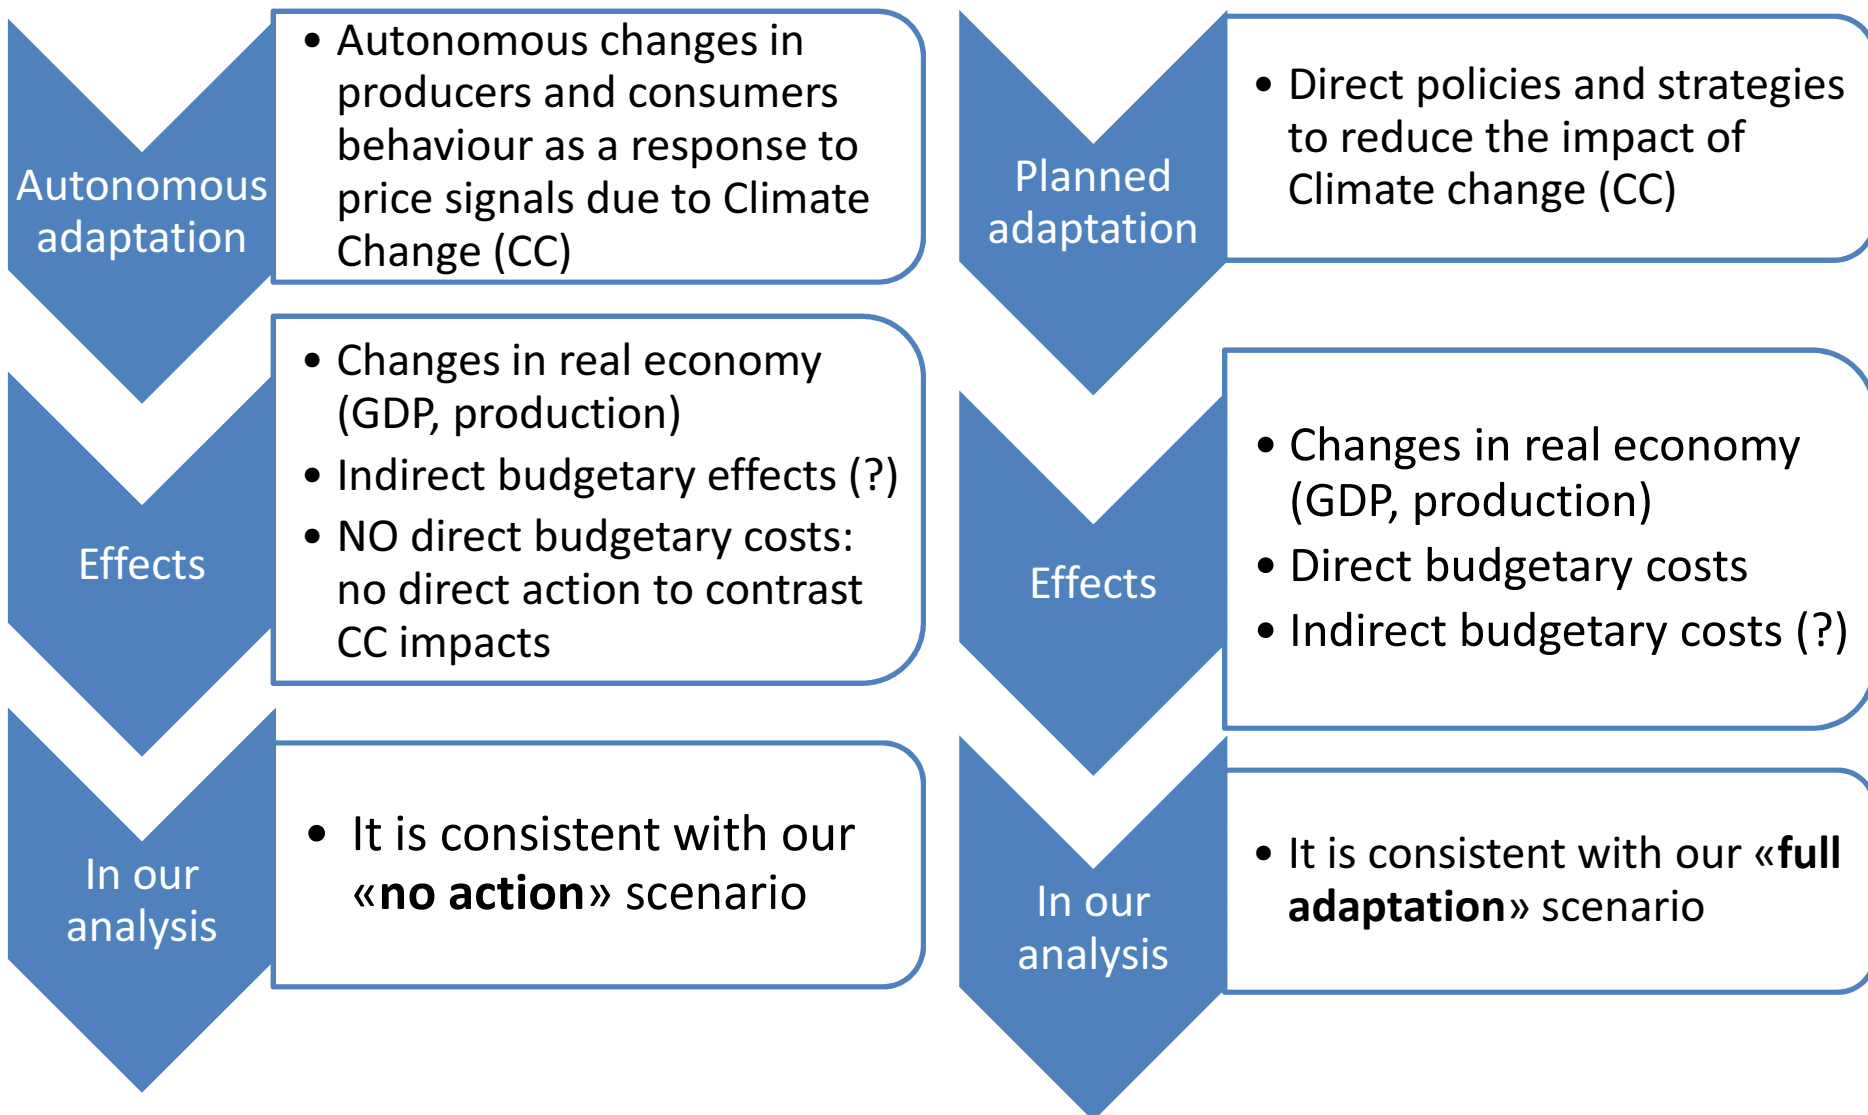 Autonomous
adaptation
• Autonomous changes in
producers and consumers
behaviour as a response to
price signals due to Climate
Change (CC)
Effects
• Changes in real economy
(GDP, production)
• Indirect budgetary effects (?)
• NO direct budgetary costs:
no direct action to contrast
CC impacts
In our
analysis
• It is consistent with our
«no action» scenario
Planned
adaptation
• Direct policies and strategies
to reduce the impact of
Climate change (CC)
Effects
• Changes in real economy
(GDP, production)
• Direct budgetary costs
• Indirect budgetary costs (?)
In our
analysis
• It is consistent with our «full
adaptation» scenario